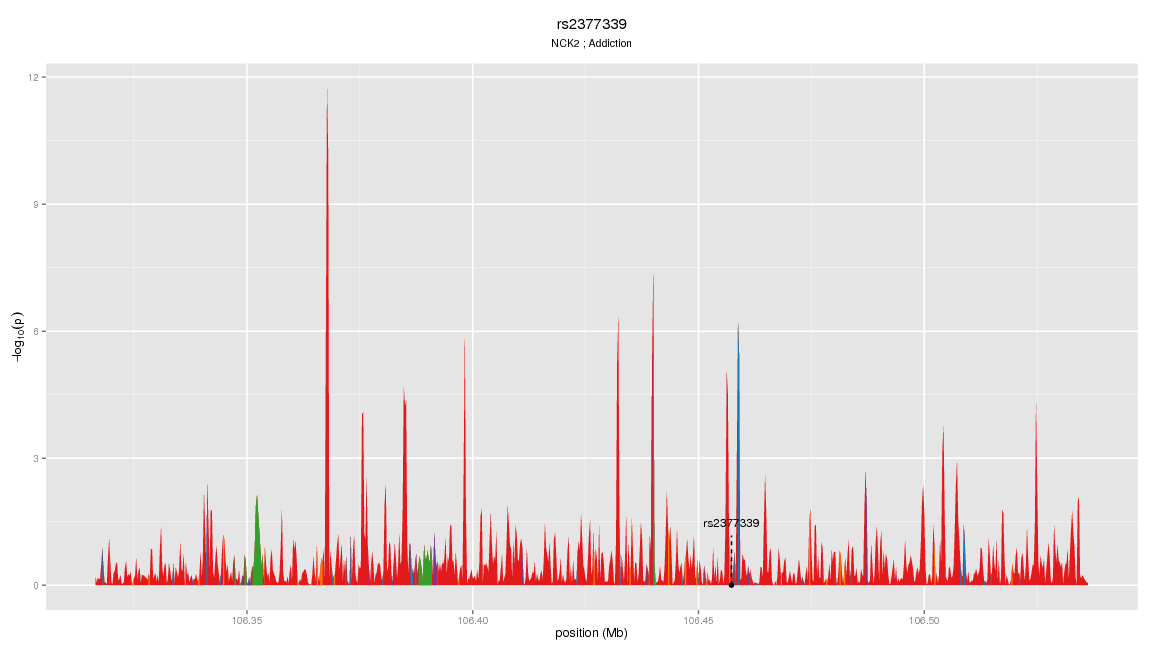 rs2377339
NCK2 ; Addiction
12
9
6
3
0
−log10(p)
rs2377339
106.35
106.40
106.45
106.50
position (Mb)